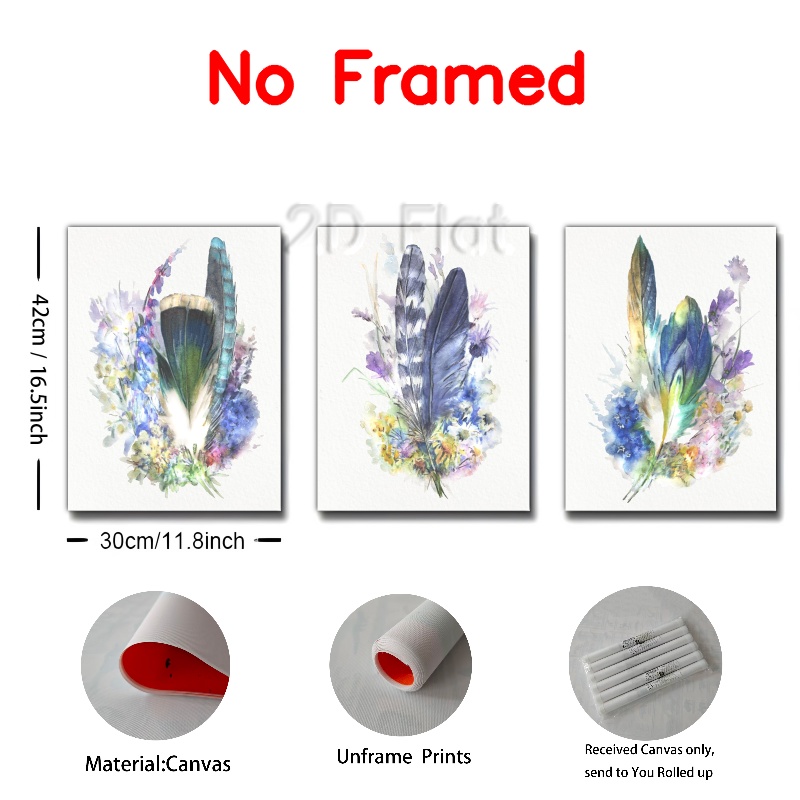 No Framed
2D Flat
42cm / 16.5inch
30cm/11.8inch
Material:Canvas
Unframe Prints
Received Canvas only,
send to You Rolled up